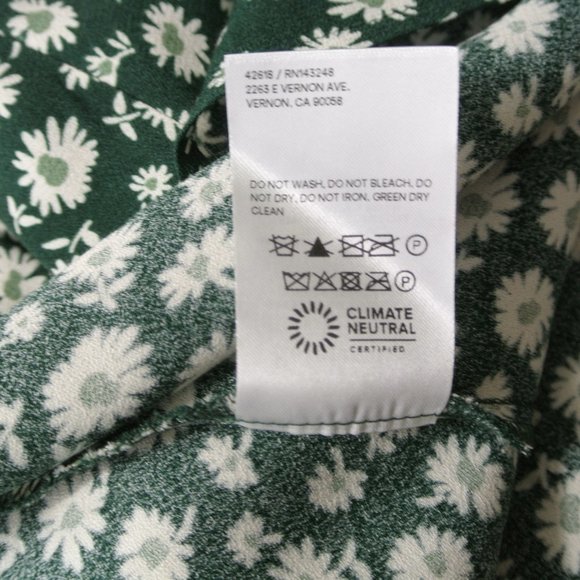 42618 / RN143248
2263 E VERNON AVE.
VERNON, CA 90058
DO NOT WASH, DO NOT BLEACH, DO
NOT DRY, DO NOT IRON, GREEN DRY
CLEAN
P
P
CLIMATE
NEUTRAL
CERTIFIED